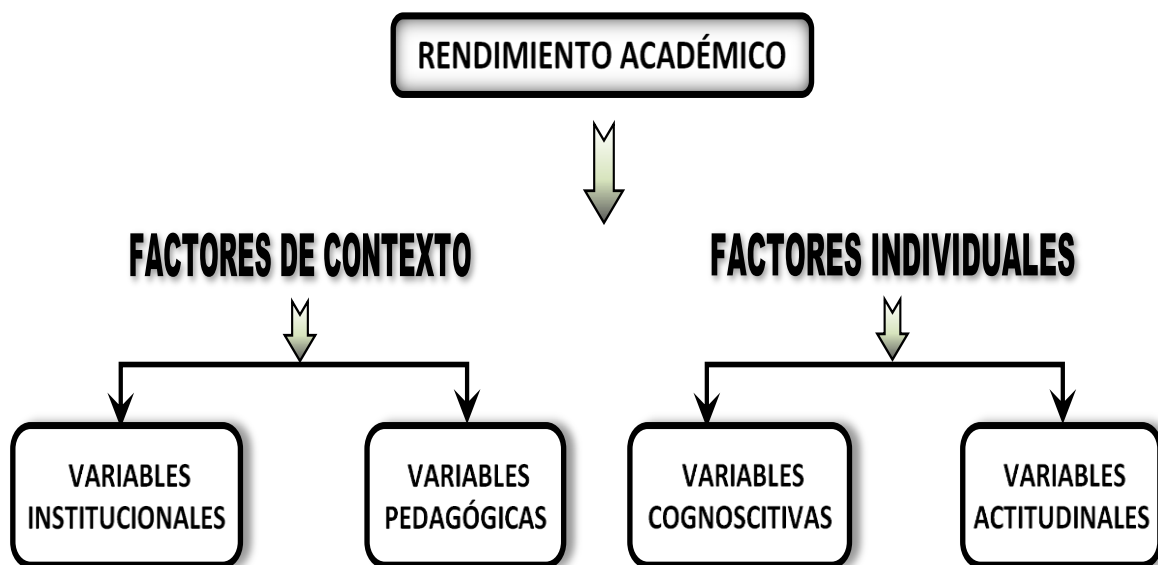 RENDIMIENTO ACADÉMICO
FACTORES DE CONTEXTO
FACTORES INDIVIDUALES
VARIABLES
INSTITUCIONALES
VARIABLES
PEDAGÓGICAS
VARIABLES
COGNOSCITIVAS
VARIABLES
ACTITUDINALES